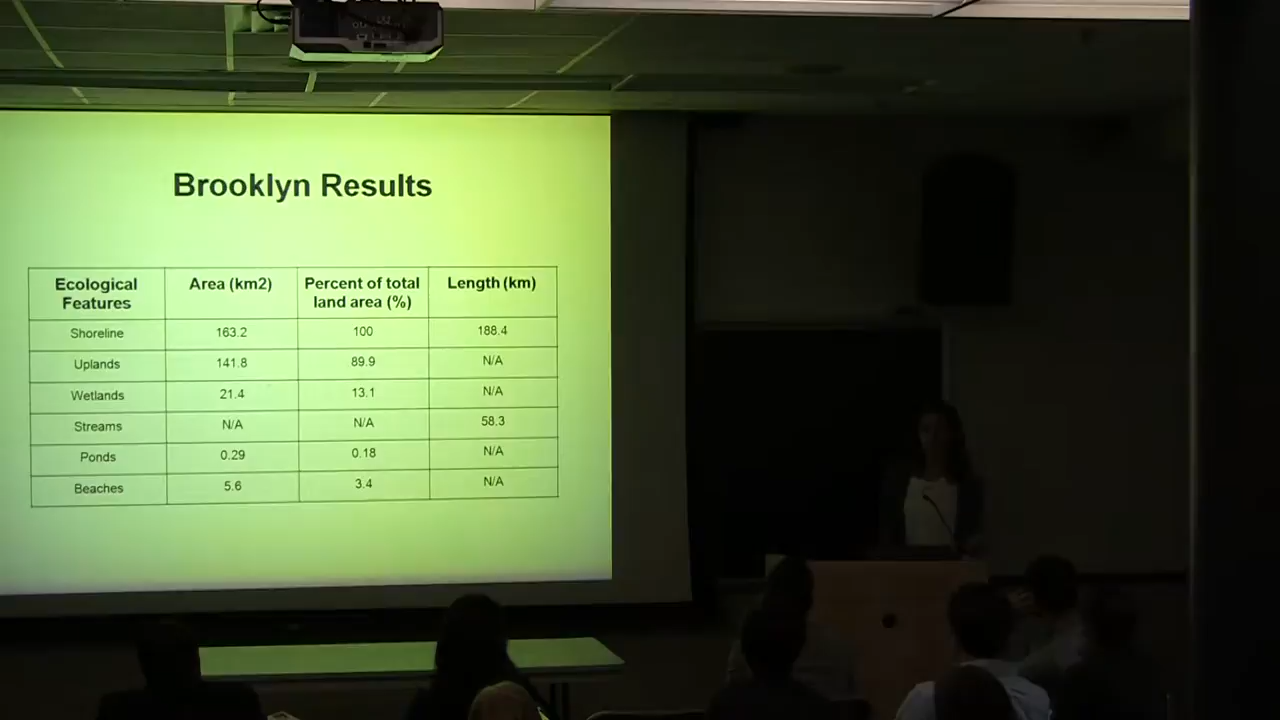 Brooklyn Results
Ecological Features Area (km2) Percent of total land area (%) Length (km)
Shoreline 163.2 100 188.4
Uplands 141.8 89.9 N/A
Wetlands 21.4 13.1 N/A
Streams N/A N/A 58.3
Ponds 0.29 0.18 N/A
Beaches 5.6 3.4 N/A